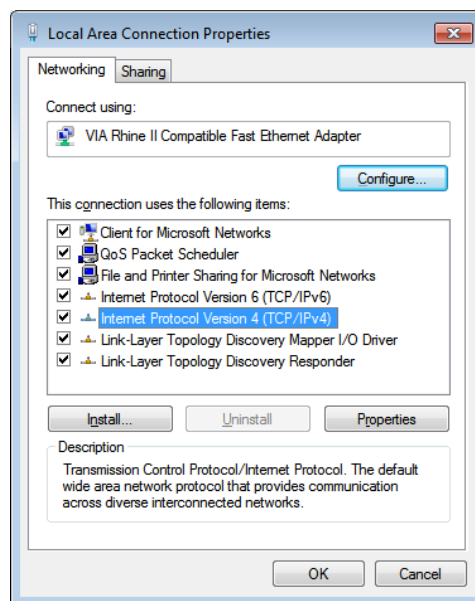 Local Area Connection Properties
Networking
Sharing
Connect using:
VIA Rhine II Compatible Fast Ethernet Adapter
Configure...
This connection uses the following items:
Client for Microsoft Networks
QoS Packet Scheduler
File and Printer Sharing for Microsoft Networks
Internet Protocol Version 6 (TCP/IPv6)
Internet Protocol Version 4 (TCP/IPv4)
Link-Layer Topology Discovery Mapper I/O Driver
Link-Layer Topology Discovery Responder
Install...
Uninstall
Properties
Description
Transmission Control Protocol/Internet Protocol. The default
wide area network protocol that provides communication
across diverse interconnected networks.
OK
Cancel